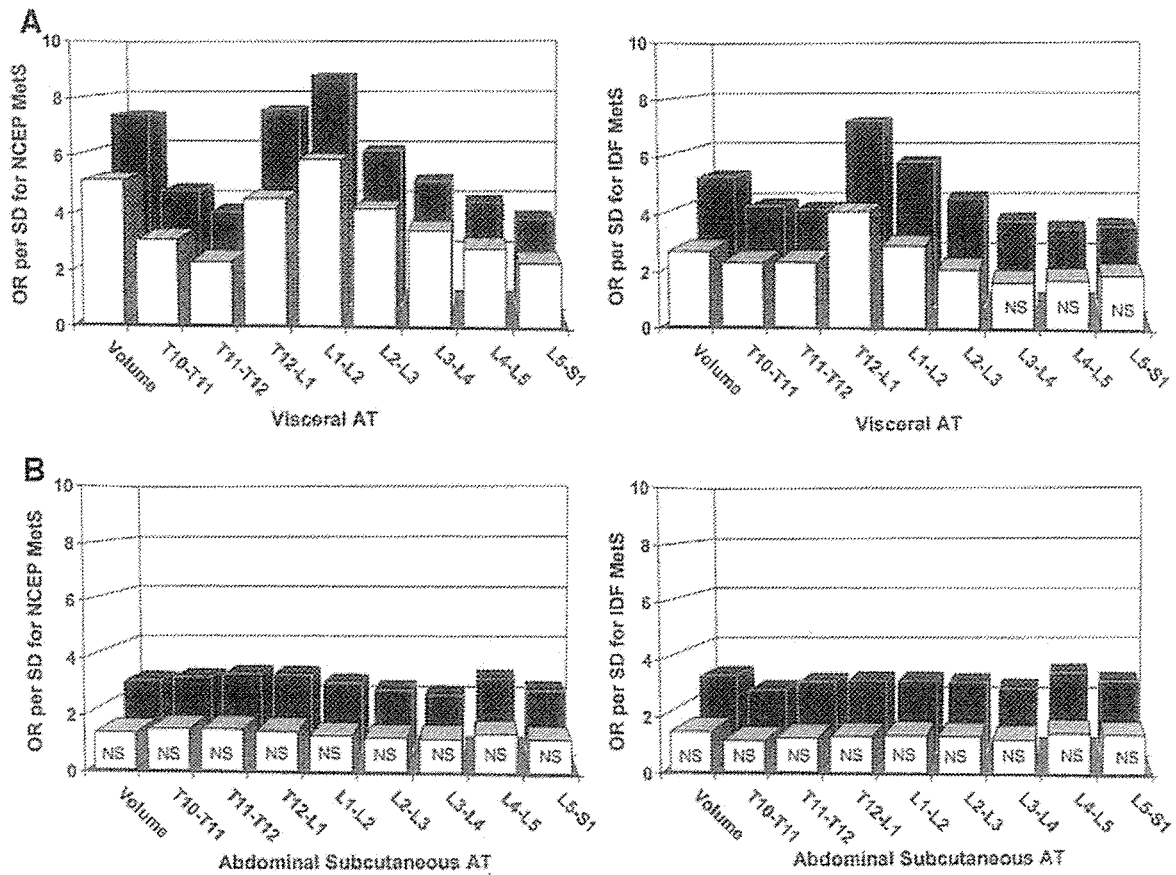 A
OR per SD for NCEP MetS
10
8
6
4
2
0
Volume
T10-T11
T11-T12
T12-L1
L1-L2
L2-L3
L3-L4
L4-L5
L5-S1
Visceral AT
OR per SD for IDF MetS
10
8
6
4
2
0
NS
NS
NS
Volume
T10-T11
T11-T12
T12-L1
L1-L2
L2-L3
L3-L4
L4-L5
L5-S1
Visceral AT
B
OR per SD for NCEP MetS
10
8
6
4
2
0
NS
NS
NS
NS
NS
NS
NS
NS
NS
Volume
T10-T11
T11-T12
T12-L1
L1-L2
L2-L3
L3-L4
L4-L5
L5-S1
Abdominal Subcutaneous AT
OR per SD for IDF MetS
10
8
6
4
2
0
NS
NS
NS
NS
NS
NS
NS
NS
NS
Volume
T10-T11
T11-T12
T12-L1
L1-L2
L2-L3
L3-L4
L4-L5
L5-S1
Abdominal Subcutaneous AT